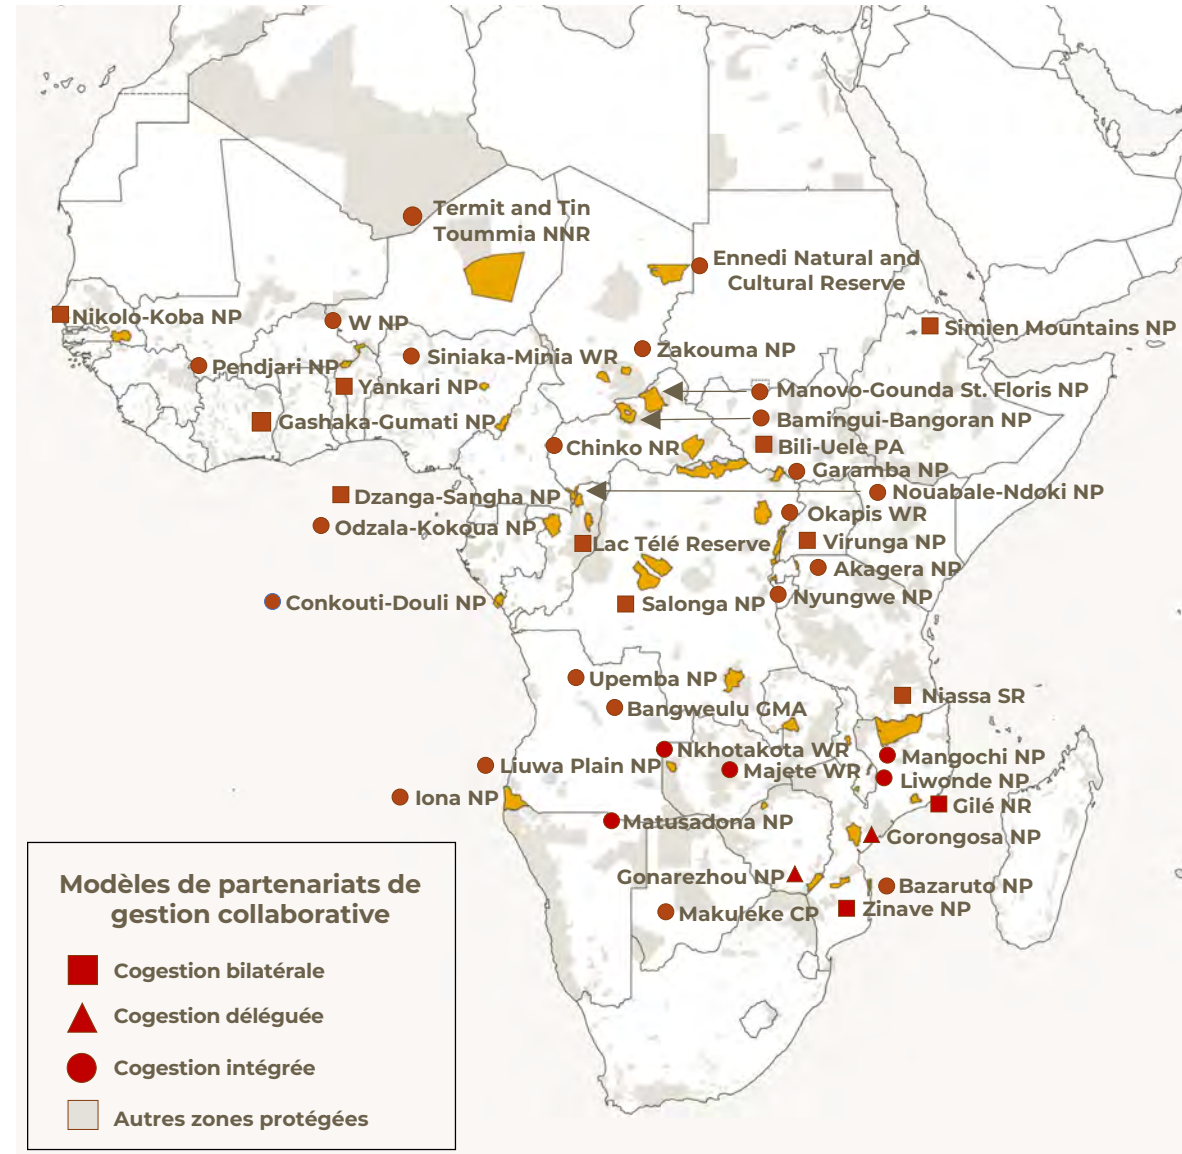 Termit and Tin
Toummia NNR
Ennedi Natural and
Cultural Reserve
Nikolo-Koba NP
W NP
Simien Mountains NP
Pendjari NP
Siniaka-Minia WR
Zakouma NP
Yankari NP
Manovo-Gounda St. Floris NP
Gashaka-Gumati NP
Bamingui-Bangoran NP
Chinko NR
Bili-Uele PA
Garamba NP
Dzanga-Sangha NP
Nouabale-Ndoki NP
Odzala-Kokoua NP
Okapis WR
Lac Télé Reserve
Virunga NP
Akagera NP
Conkouti-Douli NP
Salonga NP
Nyungwe NP
Upemba NP
Niassa SR
Bangweulu GMA
Nkhotakota WR
Mangochi NP
Liuwa Plain NP
Majete WR
Liwonde NP
Iona NP
Gilé NR
Matusadona NP
Gorongosa NP
Gonarezhou NP
Bazaruto NP
Makuleke CP
Zinave NP
Modèles de partenariats de
gestion collaborative
Cogestion bilatérale
Cogestion déléguée
Cogestion intégrée
Autres zones protégées